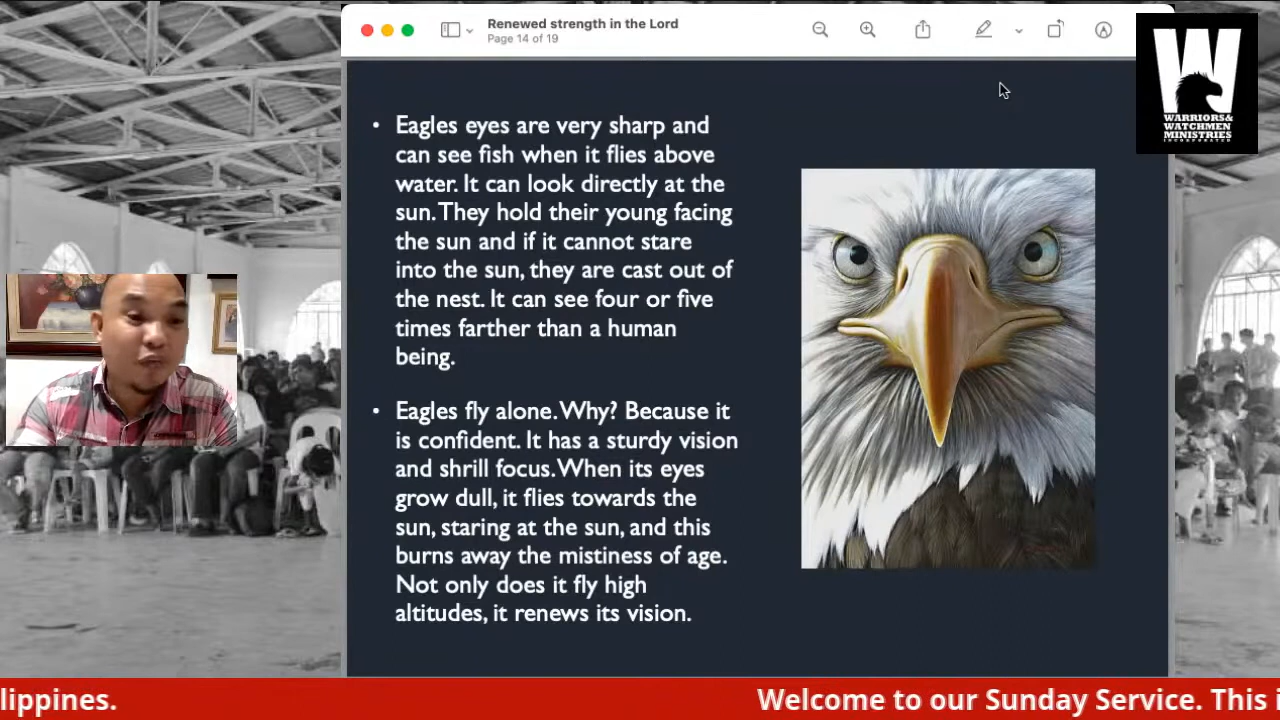 Renewed strength in the Lord
Page 14 of 19
W
WARRIORS&
WATCHMEN
MINISTRIES
INCORPORATED
• Eagles eyes are very sharp and
can see fish when it flies above
water. It can look directly at the
sun. They hold their young facing
the sun and if it cannot stare
into the sun, they are cast out of
the nest. It can see four or five
times farther than a human
being.
• Eagles fly alone. Why? Because it
is confident. It has a sturdy vision
and shrill focus. When its eyes
grow dull, it flies towards the
sun, staring at the sun, and this
burns away the mistiness of age.
Not only does it fly high
altitudes, it renews its vision.
lippines. Welcome to our Sunday Service. This i